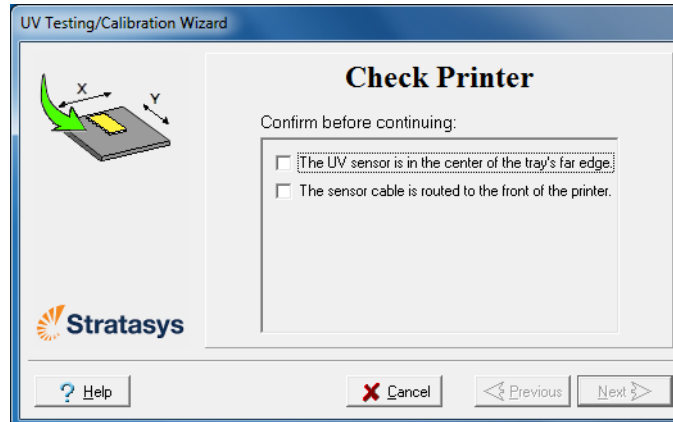 UV Testing/Calibration Wizard
X
Y
Check Printer
Confirm before continuing:
The UV sensor is in the center of the tray's far edge.
The sensor cable is routed to the front of the printer.
Stratasys
? Help
Cancel
Previous
Next